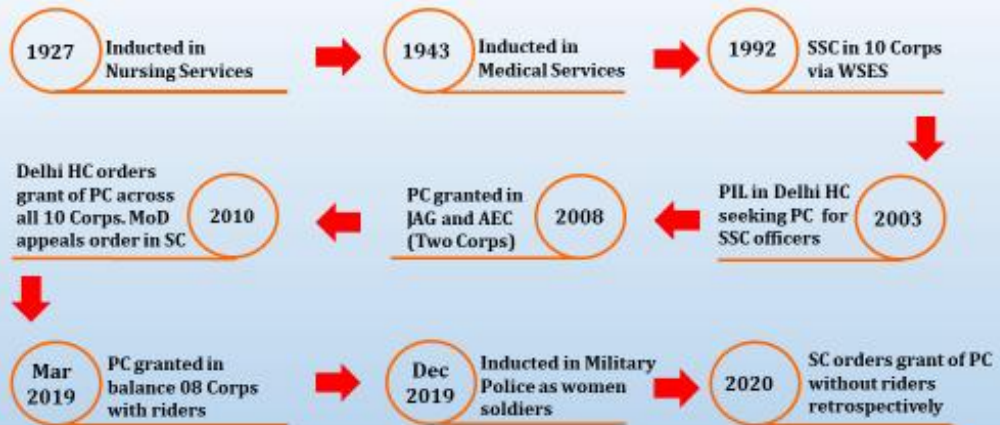 1927
Inducted in
Nursing Services
1943
Inducted in
Medical Services
1992
SSC in 10 Corps
via WSES
2003
PIL in Delhi HC
seeking PC for
SSC officers
2008
PC granted in
JAG and AEC
(Two Corps)
2010
Delhi HC orders
grant of PC across
all 10 Corps. MoD
appeals order in SC
Mar
2019
PC granted in
balance 08 Corps
with riders
Dec
2019
Inducted in Military
Police as women
soldiers
2020
SC orders grant of PC
without riders
retrospectively